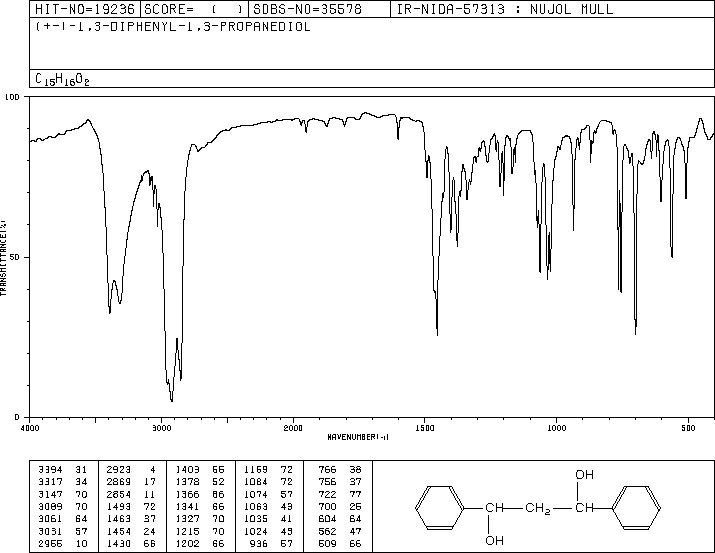 HIT-NO=19236 SCORE= ( ) SDBS-NO=35578 IR-NIDA-57313 : NUJOL MULL
(+-)-1,3-DIPHENYL-1,3-PROPANEDIOL
C15H16O2
100
50
0
TRANSMITTANCE(%)
4000 3000 2000 1500 1000 500
WAVENUMBER(-1)
3394 31 2923 4 1403 55 1159 72 766 38
3317 34 2869 17 1378 52 1084 72 756 37
3147 70 2854 11 1366 86 1074 57 722 77
3089 70 1493 72 1341 66 1063 43 700 25
3061 64 1463 37 1327 70 1035 41 604 64
3031 57 1454 24 1215 70 1024 43 562 47
2955 10 1430 66 1202 66 936 57 509 66
OH
CH CH2 CH
OH